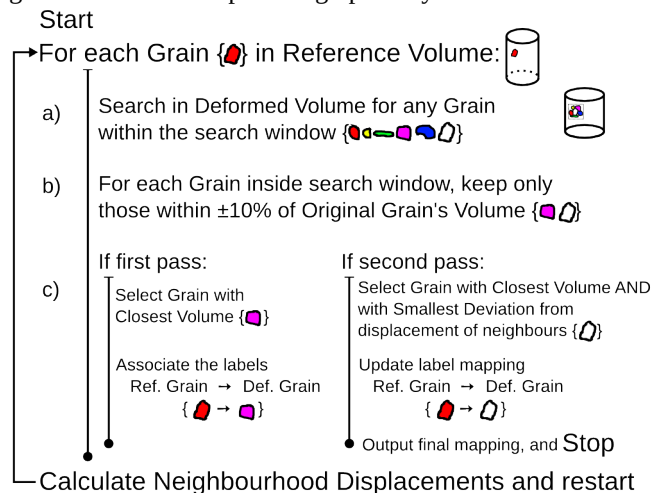 Start
For each Grain { } in Reference Volume:
a) Search in Deformed Volume for any Grain
within the search window { }
b) For each Grain inside search window, keep only
those within ±10% of Original Grain's Volume { }
c)
If first pass:
Select Grain with
Closest Volume { }
Associate the labels
Ref. Grain → Def. Grain
{ → }
If second pass:
Select Grain with Closest Volume AND
with Smallest Deviation from
displacement of neighbours { }
Update label mapping
Ref. Grain → Def. Grain
{ → }
Output final mapping, and Stop
Calculate Neighbourhood Displacements and restart